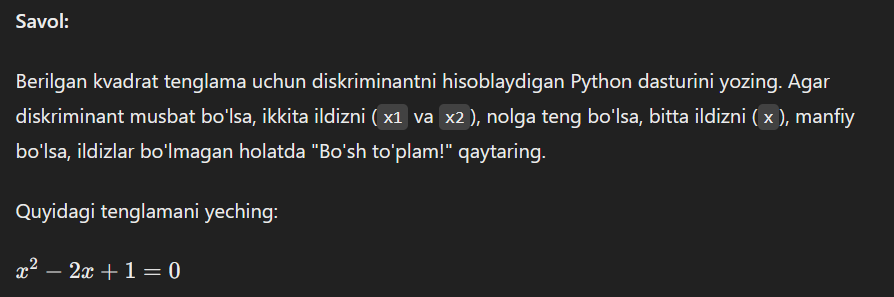 Savol:
Berilgan kvadrat tenglama uchun diskriminantni hisoblaydigan Python dasturini yozing. Agar
diskriminant musbat bo'lsa, ikkita ildizni ( x1 va x2 ), nolga teng bo'lsa, bitta ildizni ( x ), manfiy
bo'lsa, ildizlar bo'lmagan holatda "Bo'sh to'plam!" qaytaring.
Quyidagi tenglamani yeching:
x² − 2x + 1 = 0